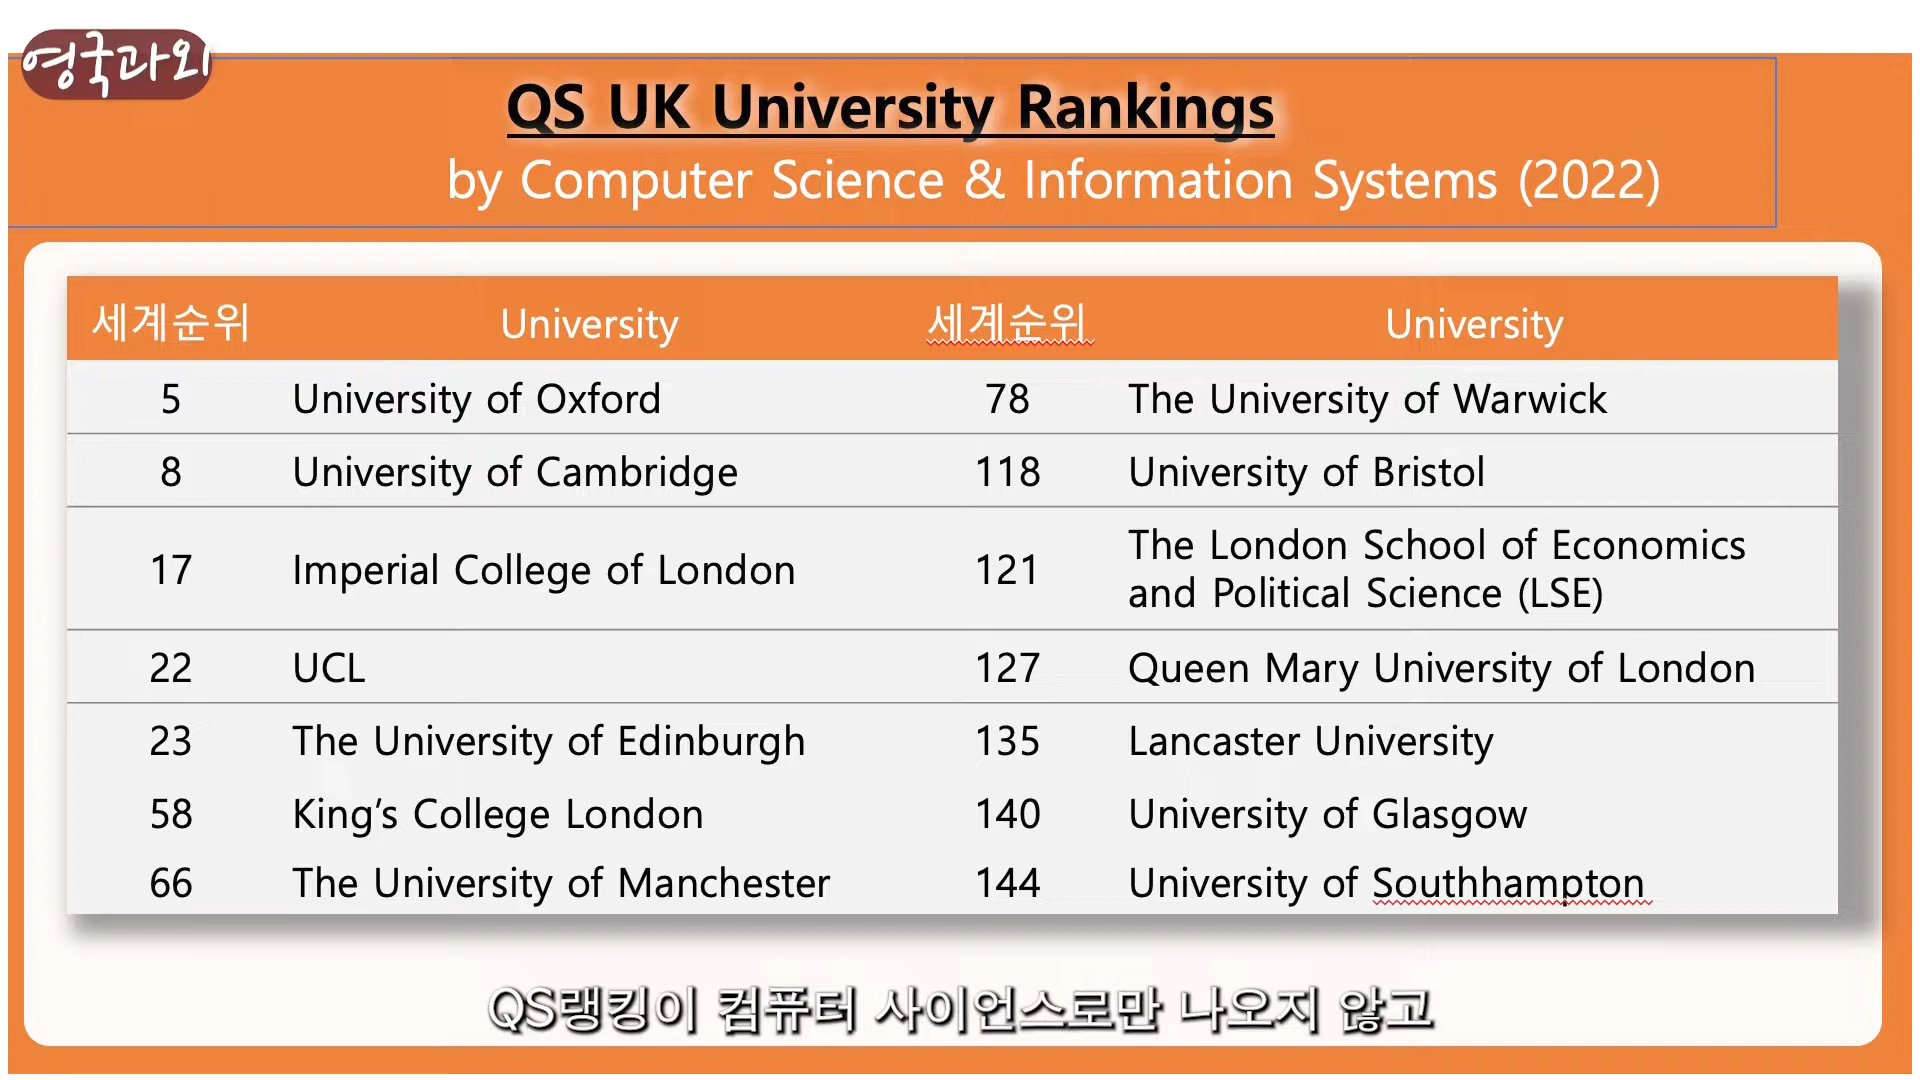 영국과외
QS UK University Rankings
by Computer Science & Information Systems (2022)
세계순위 University 세계순위 University
5 University of Oxford 78 The University of Warwick
8 University of Cambridge 118 University of Bristol
17 Imperial College of London 121 The London School of Economics
and Political Science (LSE)
22 UCL 127 Queen Mary University of London
23 The University of Edinburgh 135 Lancaster University
58 King’s College London 140 University of Glasgow
66 The University of Manchester 144 University of Southhampton
QS랭킹이 컴퓨터 사이언스로만 나오지 않고